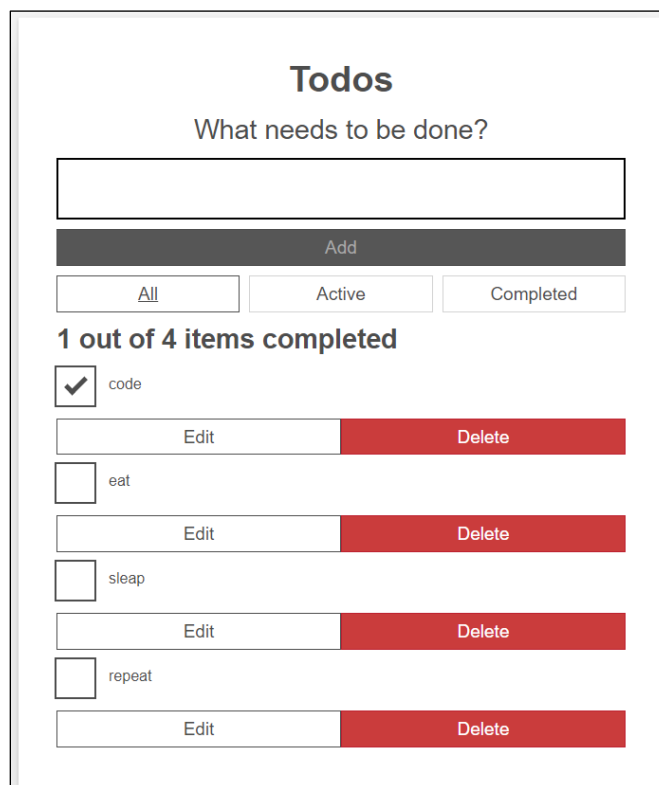 Todos
What needs to be done?
Add
All Active Completed
1 out of 4 items completed
code
Edit Delete
eat
Edit Delete
sleap
Edit Delete
repeat
Edit Delete